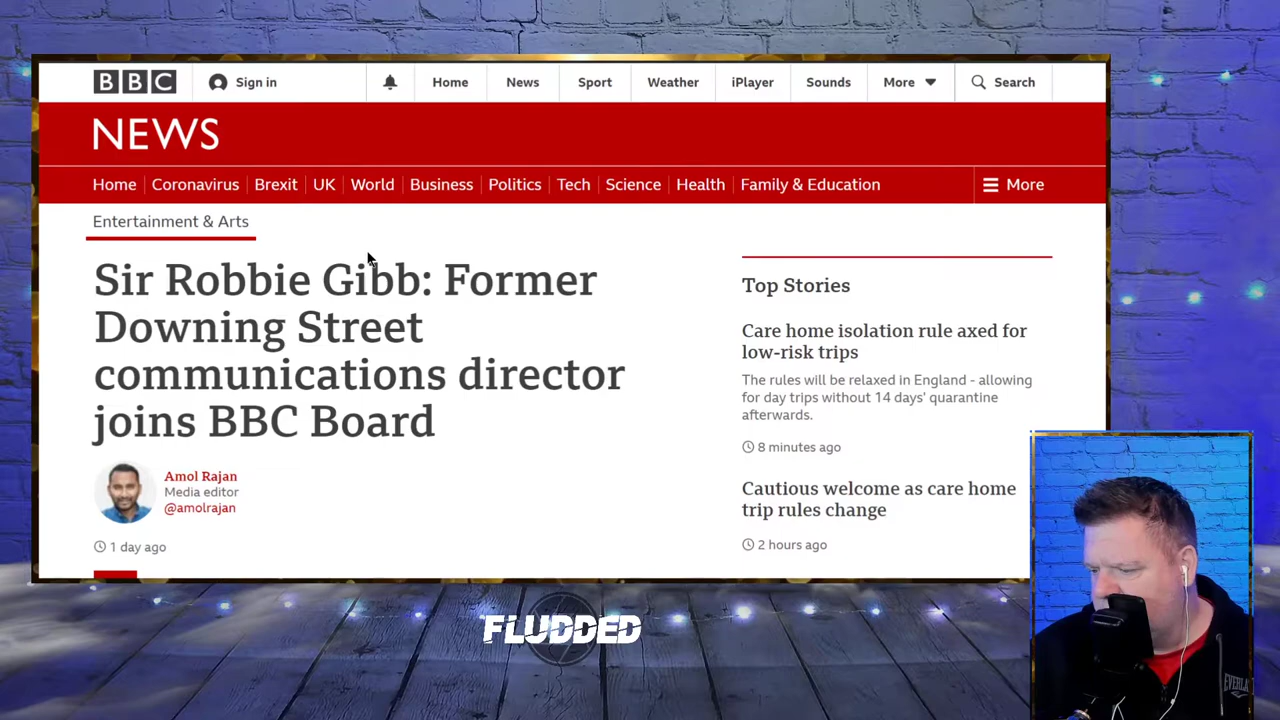 BBC
Sign in
Home
News
Sport
Weather
iPlayer
Sounds
More
Search
NEWS
Home
Coronavirus
Brexit
UK
World
Business
Politics
Tech
Science
Health
Family & Education
More
Entertainment & Arts
Sir Robbie Gibb: Former
Downing Street
communications director
joins BBC Board
Amol Rajan
Media editor
@amolrajan
1 day ago
Top Stories
Care home isolation rule axed for
low-risk trips
The rules will be relaxed in England - allowing
for day trips without 14 days' quarantine
afterwards.
8 minutes ago
Cautious welcome as care home
trip rules change
2 hours ago
FLUDDED
EVERLA